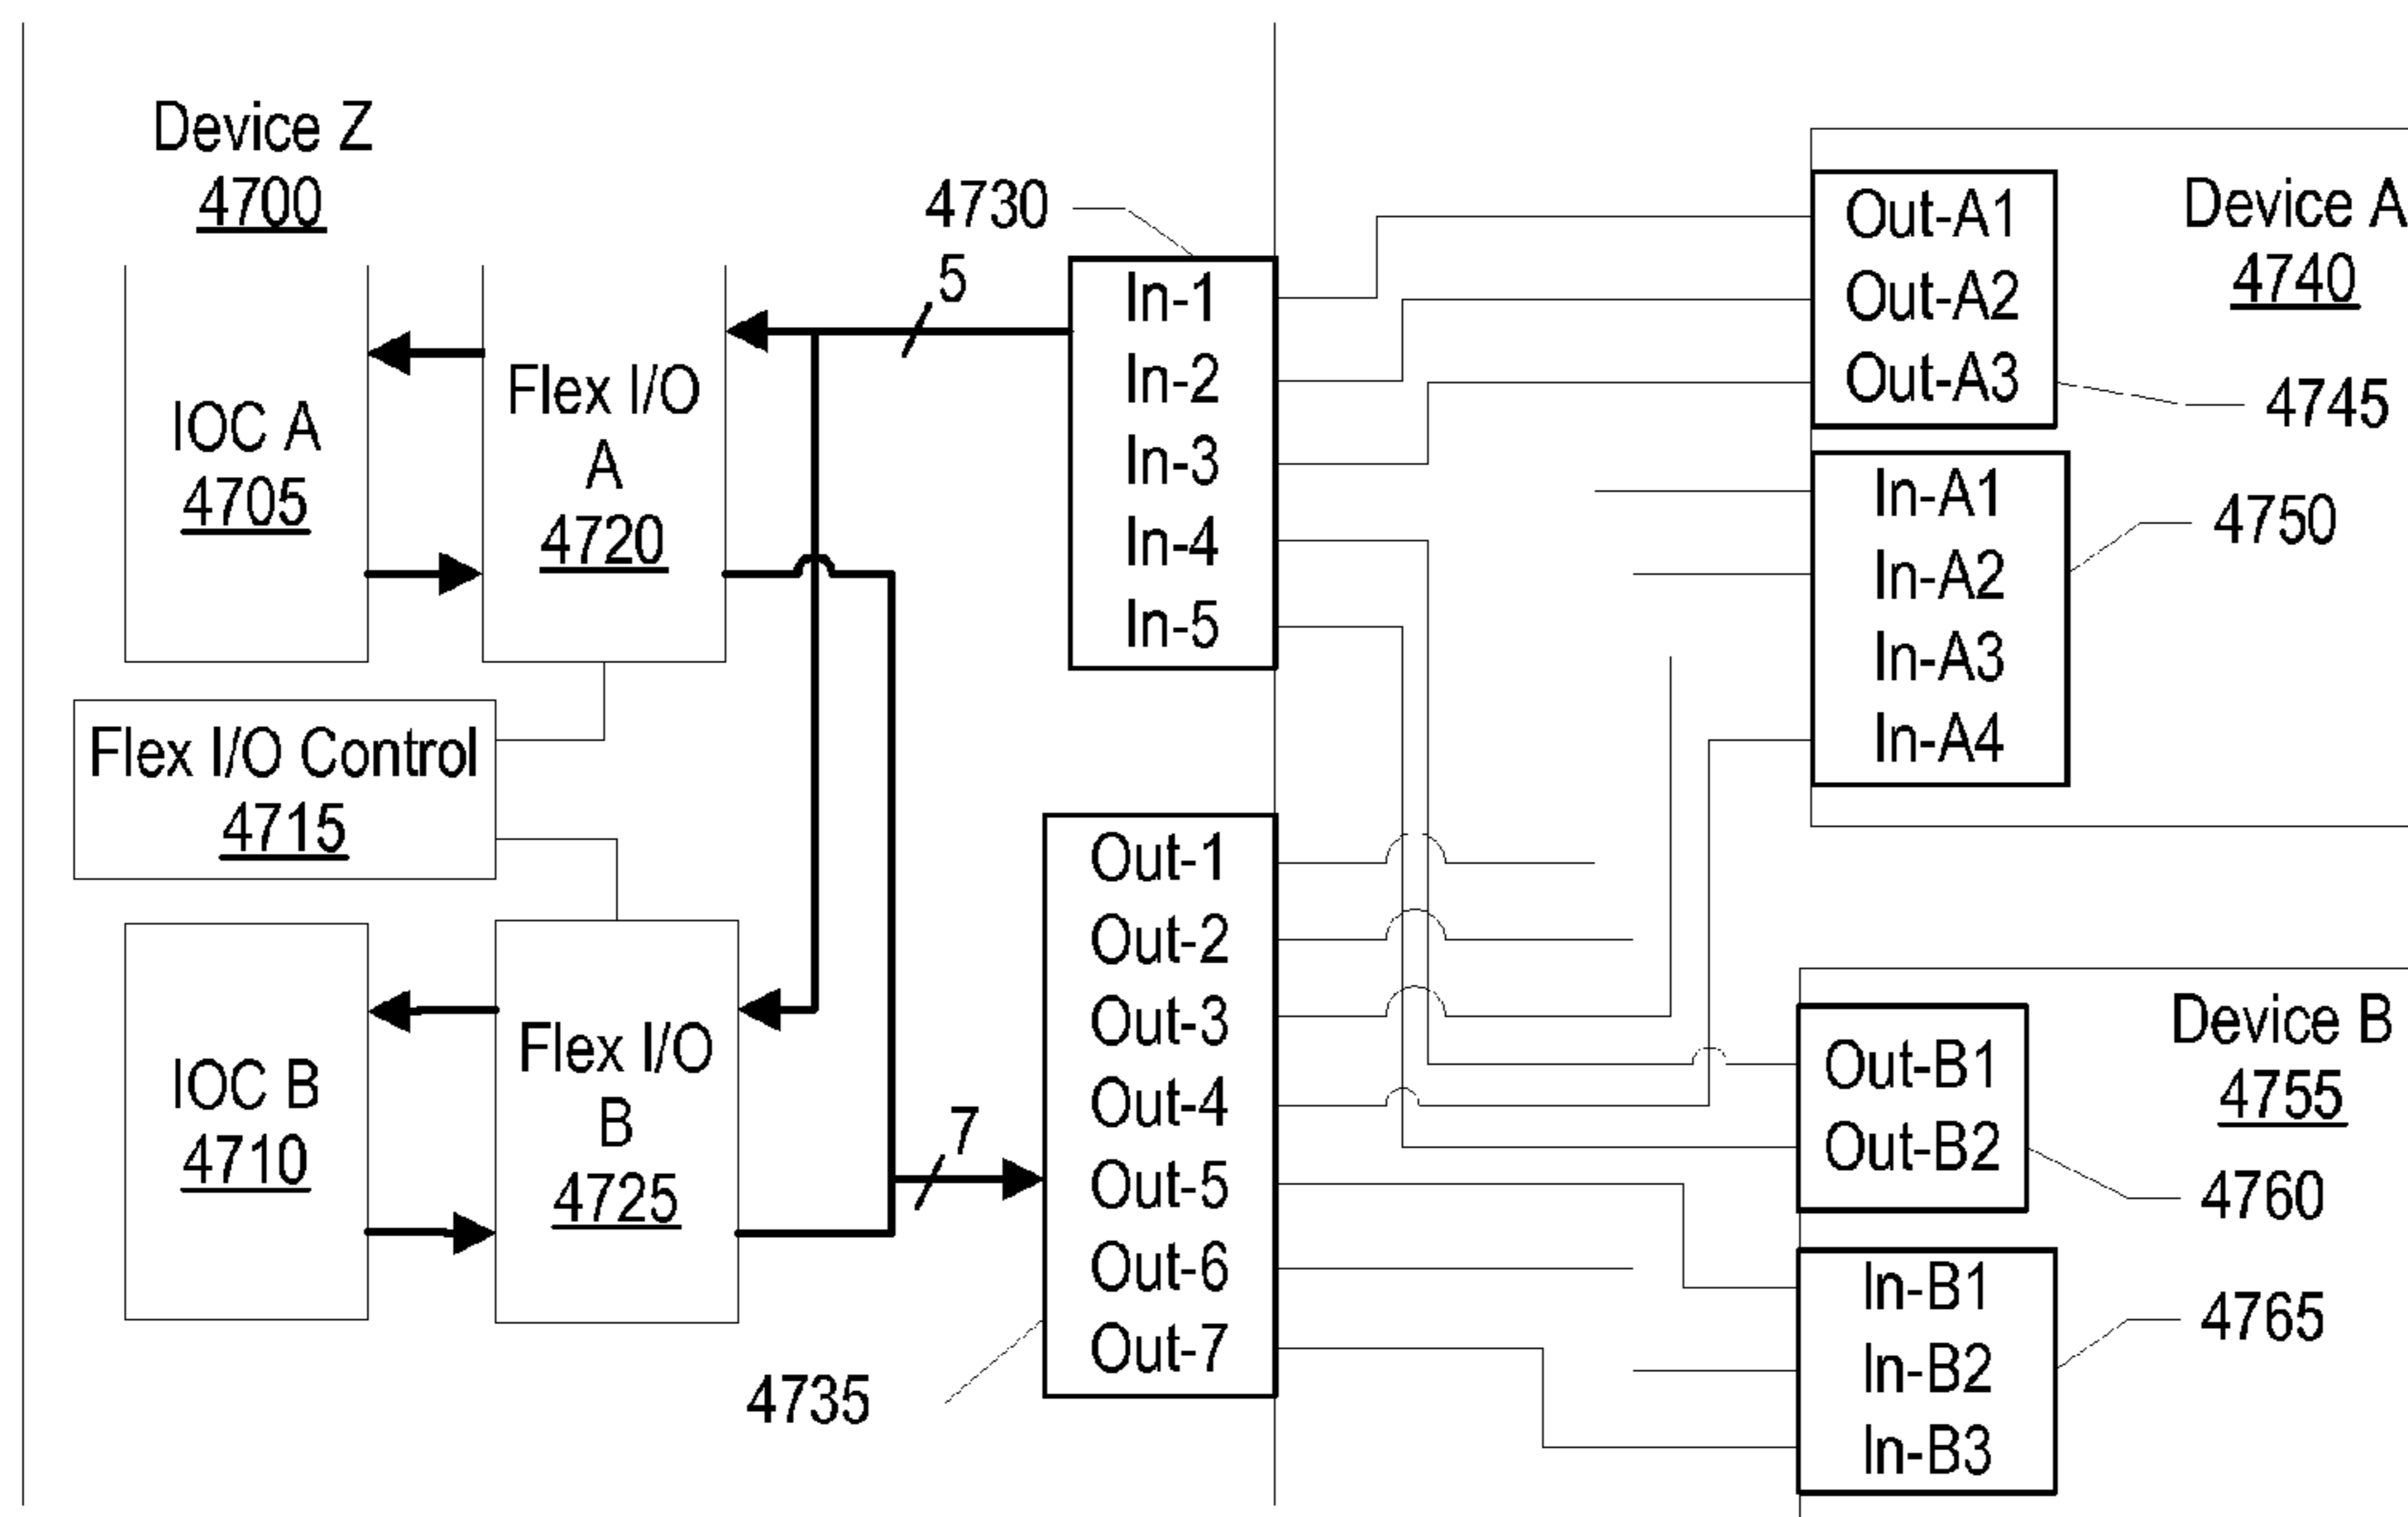 Device Z
4700
IOC A
4705
Flex I/O
A
4720
5
4730
In-1
In-2
In-3
In-4
In-5
Out-A1
Out-A2
Out-A3
Device A
4740
4745
In-A1
In-A2
In-A3
In-A4
4750
Flex I/O Control
4715
IOC B
4710
Flex I/O
B
4725
7
Out-1
Out-2
Out-3
Out-4
Out-5
Out-6
Out-7
4735
Out-B1
Out-B2
Device B
4755
4760
In-B1
In-B2
In-B3
4765